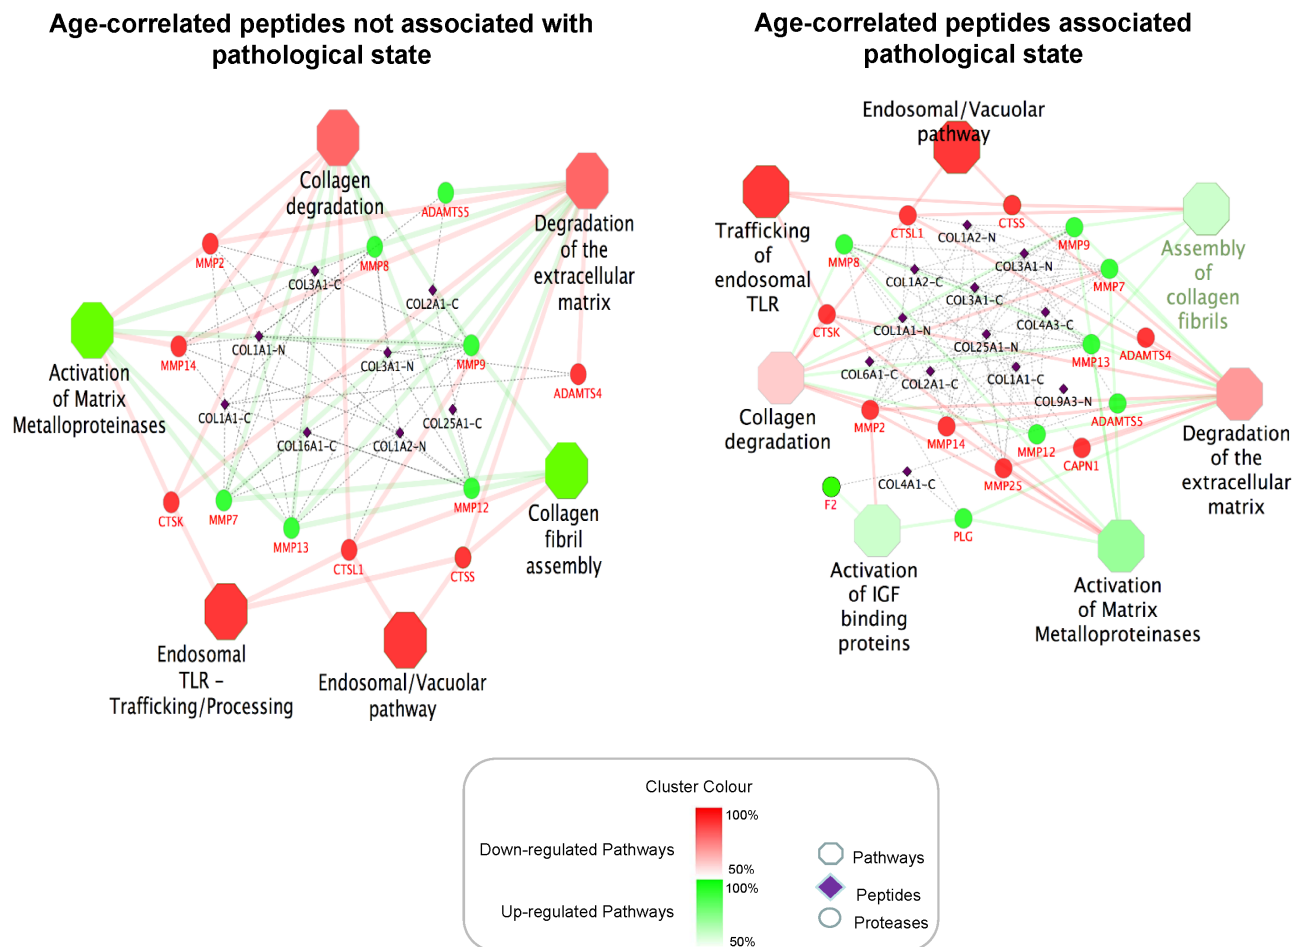 Age-correlated peptides not associated with
pathological state
Collagen
degradation
ADAMTS5
Degradation
of the
extracellular
matrix
MMP2
MMP8
COL3A1-C
COL2A1-C
COL1A1-N
COL3A1-N
MMP9
MMP14
ADAMTS4
Activation
of Matrix
Metalloproteinases
COL1A1-C
COL25A1-C
COL16A1-C
COL1A2-N
CTSK
MMP7
MMP13
MMP12
Collagen
fibril
assembly
CTSL1
CTSS
Endosomal
TLR -
Trafficking/Processing
Endosomal/Vacuolar
pathway
Age-correlated peptides associated
pathological state
Endosomal/Vacuolar
pathway
Trafficking
of
endosomal
TLR
CTSL1
CTSS
COL1A2-N
MMP9
Assembly
of
collagen
fibrils
MMP8
COL3A1-N
COL1A2-C
MMP7
COL3A1-C
CTSK
COL1A1-N
COL4A3-C
COL25A1-N
MMP13
ADAMTS4
COL6A1-C
COL2A1-C
COL1A1-C
COL9A3-N
Collagen
degradation
MMP2
ADAMTS5
MMP14
MMP12
CAPN1
Degradation
of the
extracellular
matrix
COL4A1-C
MMP25
F2
PLG
Activation
of IGF
binding
proteins
Activation
of Matrix
Metalloproteinases
Cluster Colour
Down-regulated Pathways
100%
50%
Up-regulated Pathways
100%
50%
Pathways
Peptides
Proteases